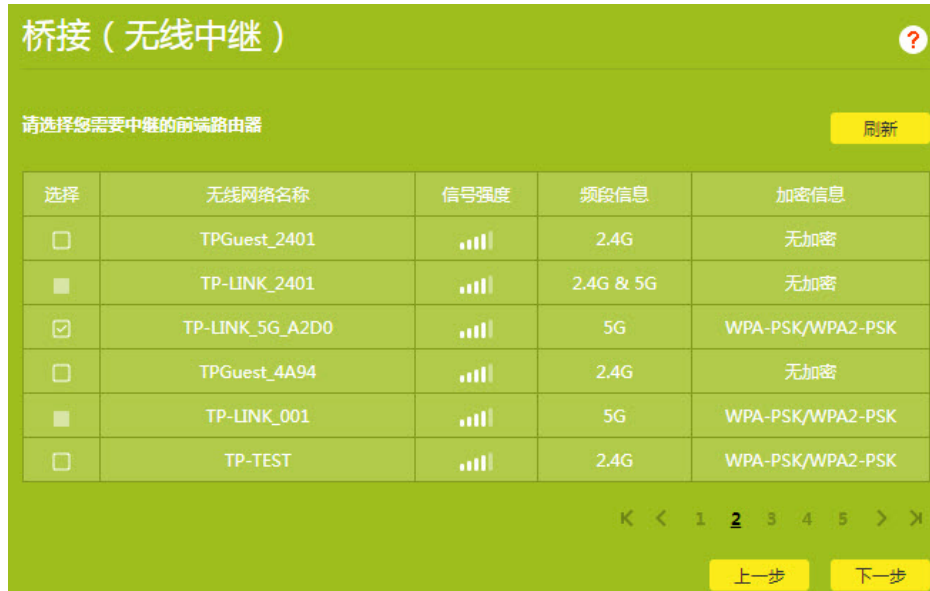 桥接（无线中继）
?
请选择您需要中继的前端路由器
刷新
选择 无线网络名称 信号强度 频段信息 加密信息
TPGuest_2401 2.4G 无加密
TP-LINK_2401 2.4G & 5G 无加密
TP-LINK_5G_A2D0 5G WPA-PSK/WPA2-PSK
TPGuest_4A94 2.4G 无加密
TP-LINK_001 5G WPA-PSK/WPA2-PSK
TP-TEST 2.4G WPA-PSK/WPA2-PSK
1 2 3 4 5
上一步 下一步